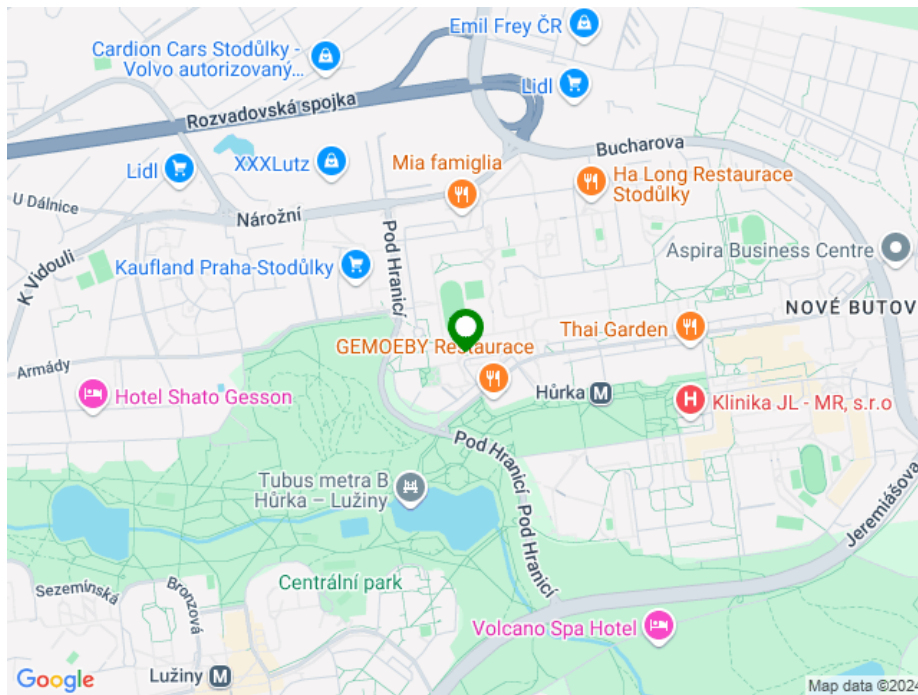 Emil Frey ČR
Cardion Cars Stodůlky -
Volvo autorizovaný...
Lidl
Rozvadovská spojka
Bucharova
Lidl
XXXLutz
Mia famiglia
Ha Long Restaurace
Stodůlky
U Dálnice
Nárožní
Pod Hranicí
K Vidouli
Kaufland Praha-Stodůlky
Aspira Business Centre
NOVÉ BUTOV
Thai Garden
GEMOEBY Restaurace
Armády
Hotel Shato Gesson
Hůrka M
H
Klinika JL - MR, s.r.o
Pod Hranicí
Tubus metra B
Hůrka – Lužiny
Pod Hranicí
Jeremiášova
Centrální park
Sezemínská
Bronzová
Volcano Spa Hotel
Lužiny M
Google
Map data ©2024